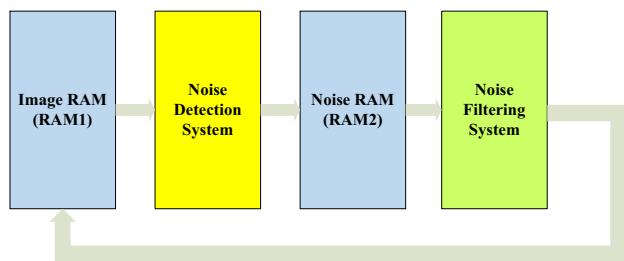 Image RAM
(RAM1)
Noise
Detection
System
Noise RAM
(RAM2)
Noise
Filtering
System